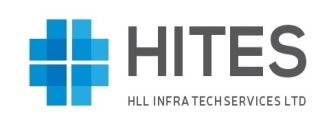 HITES
HLL INFRA TECH SERVICES LTD